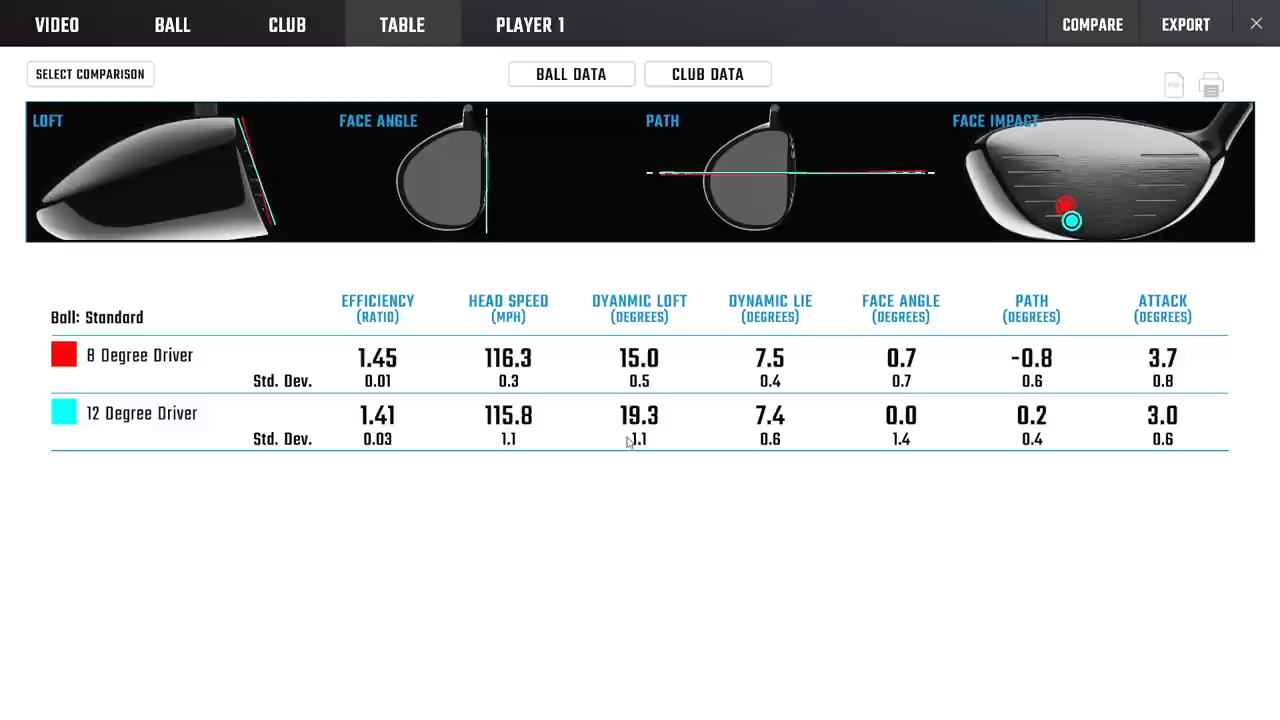 VIDEO BALL CLUB TABLE PLAYER 1 COMPARE EXPORT
SELECT COMPARISON BALL DATA CLUB DATA
PDF
LOFT FACE ANGLE PATH FACE IMPACT
EFFICIENCY HEAD SPEED DYANMIC LOFT DYNAMIC LIE FACE ANGLE PATH ATTACK
Ball: Standard (RATIO) (MPH) (DEGREES) (DEGREES) (DEGREES) (DEGREES) (DEGREES)
8 Degree Driver 1.45 116.3 15.0 7.5 0.7 -0.8 3.7
Std. Dev. 0.01 0.3 0.5 0.4 0.7 0.6 0.8
12 Degree Driver 1.41 115.8 19.3 7.4 0.0 0.2 3.0
Std. Dev. 0.03 1.1 1.1 0.6 1.4 0.4 0.6